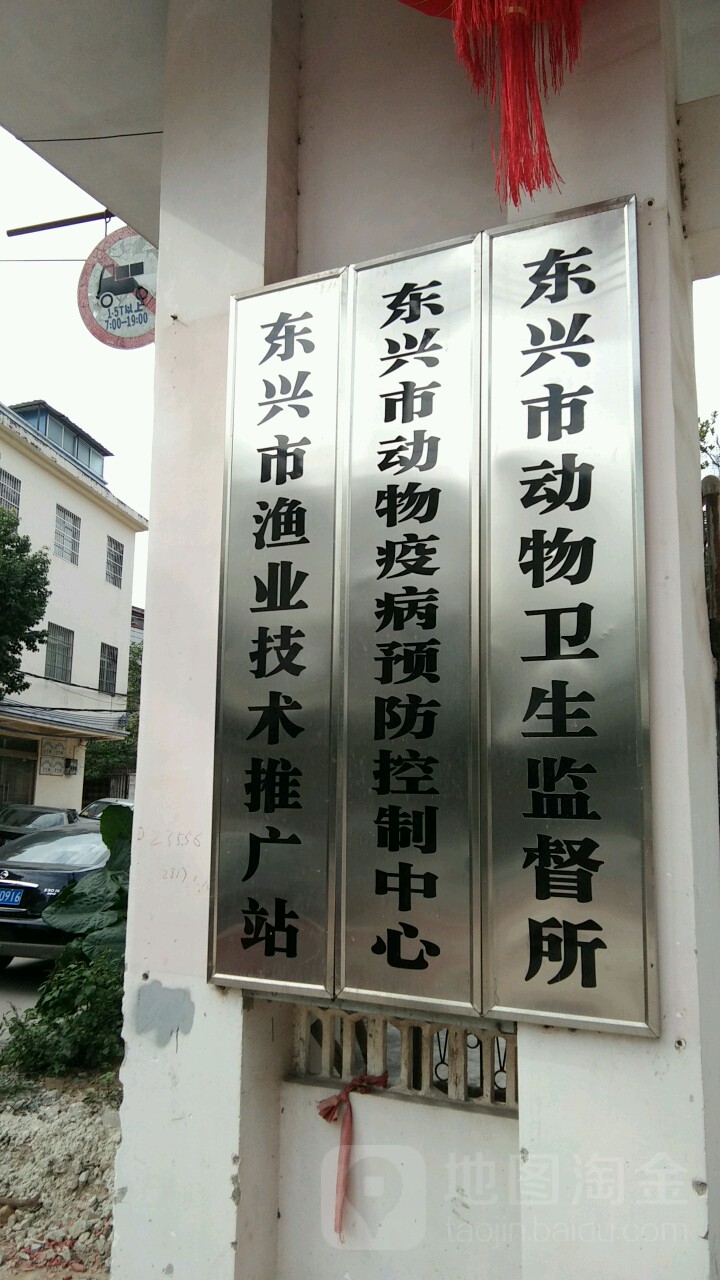 东兴市动物卫生监督所
东兴市动物疫病预防控制中心
东兴市渔业技术推广站
1.5T以上
7:00-19:00
0916
地图淘金
taojin.baidu.com